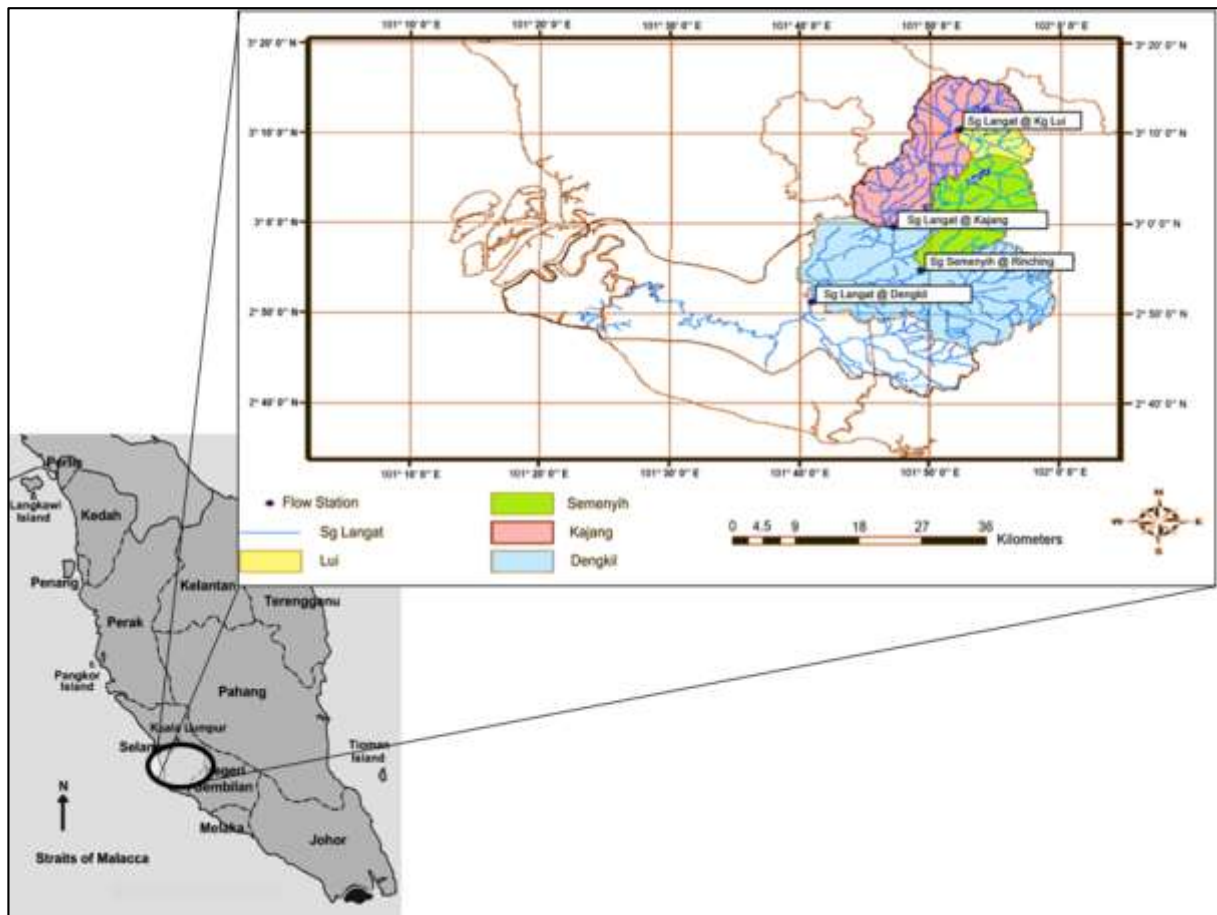 101° 10' 0" E 101° 20' 0" E 101° 30' 0" E 101° 40' 0" E 101° 50' 0" E 102° 0' 0" E
3° 20' 0" N 3° 20' 0" N
Sg Langat @ Kg Lui
3° 10' 0" N 3° 10' 0" N
Sg Langat @ Kajang
3° 0' 0" N 3° 0' 0" N
Sg Semenyih @ Rinching
Sg Langat @ Dengkil
2° 50' 0" N 2° 50' 0" N
2° 40' 0" N 2° 40' 0" N
101° 10' 0" E 101° 20' 0" E 101° 30' 0" E 101° 40' 0" E 101° 50' 0" E 102° 0' 0" E
Flow Station
Sg Langat
Lui
Semenyih
Kajang
Dengkil
0 4.5 9 18 27 36
Kilometers
N
W E
S
Perlis
Langkawi
Island
Kedah
Penang
Kelantan
Terengganu
Perak
Pangkor
Island
Pahang
Kuala Lumpur
Selan
Tioman
Island
egeri
Sembilan
Melaka
Johor
N
Straits of Malacca